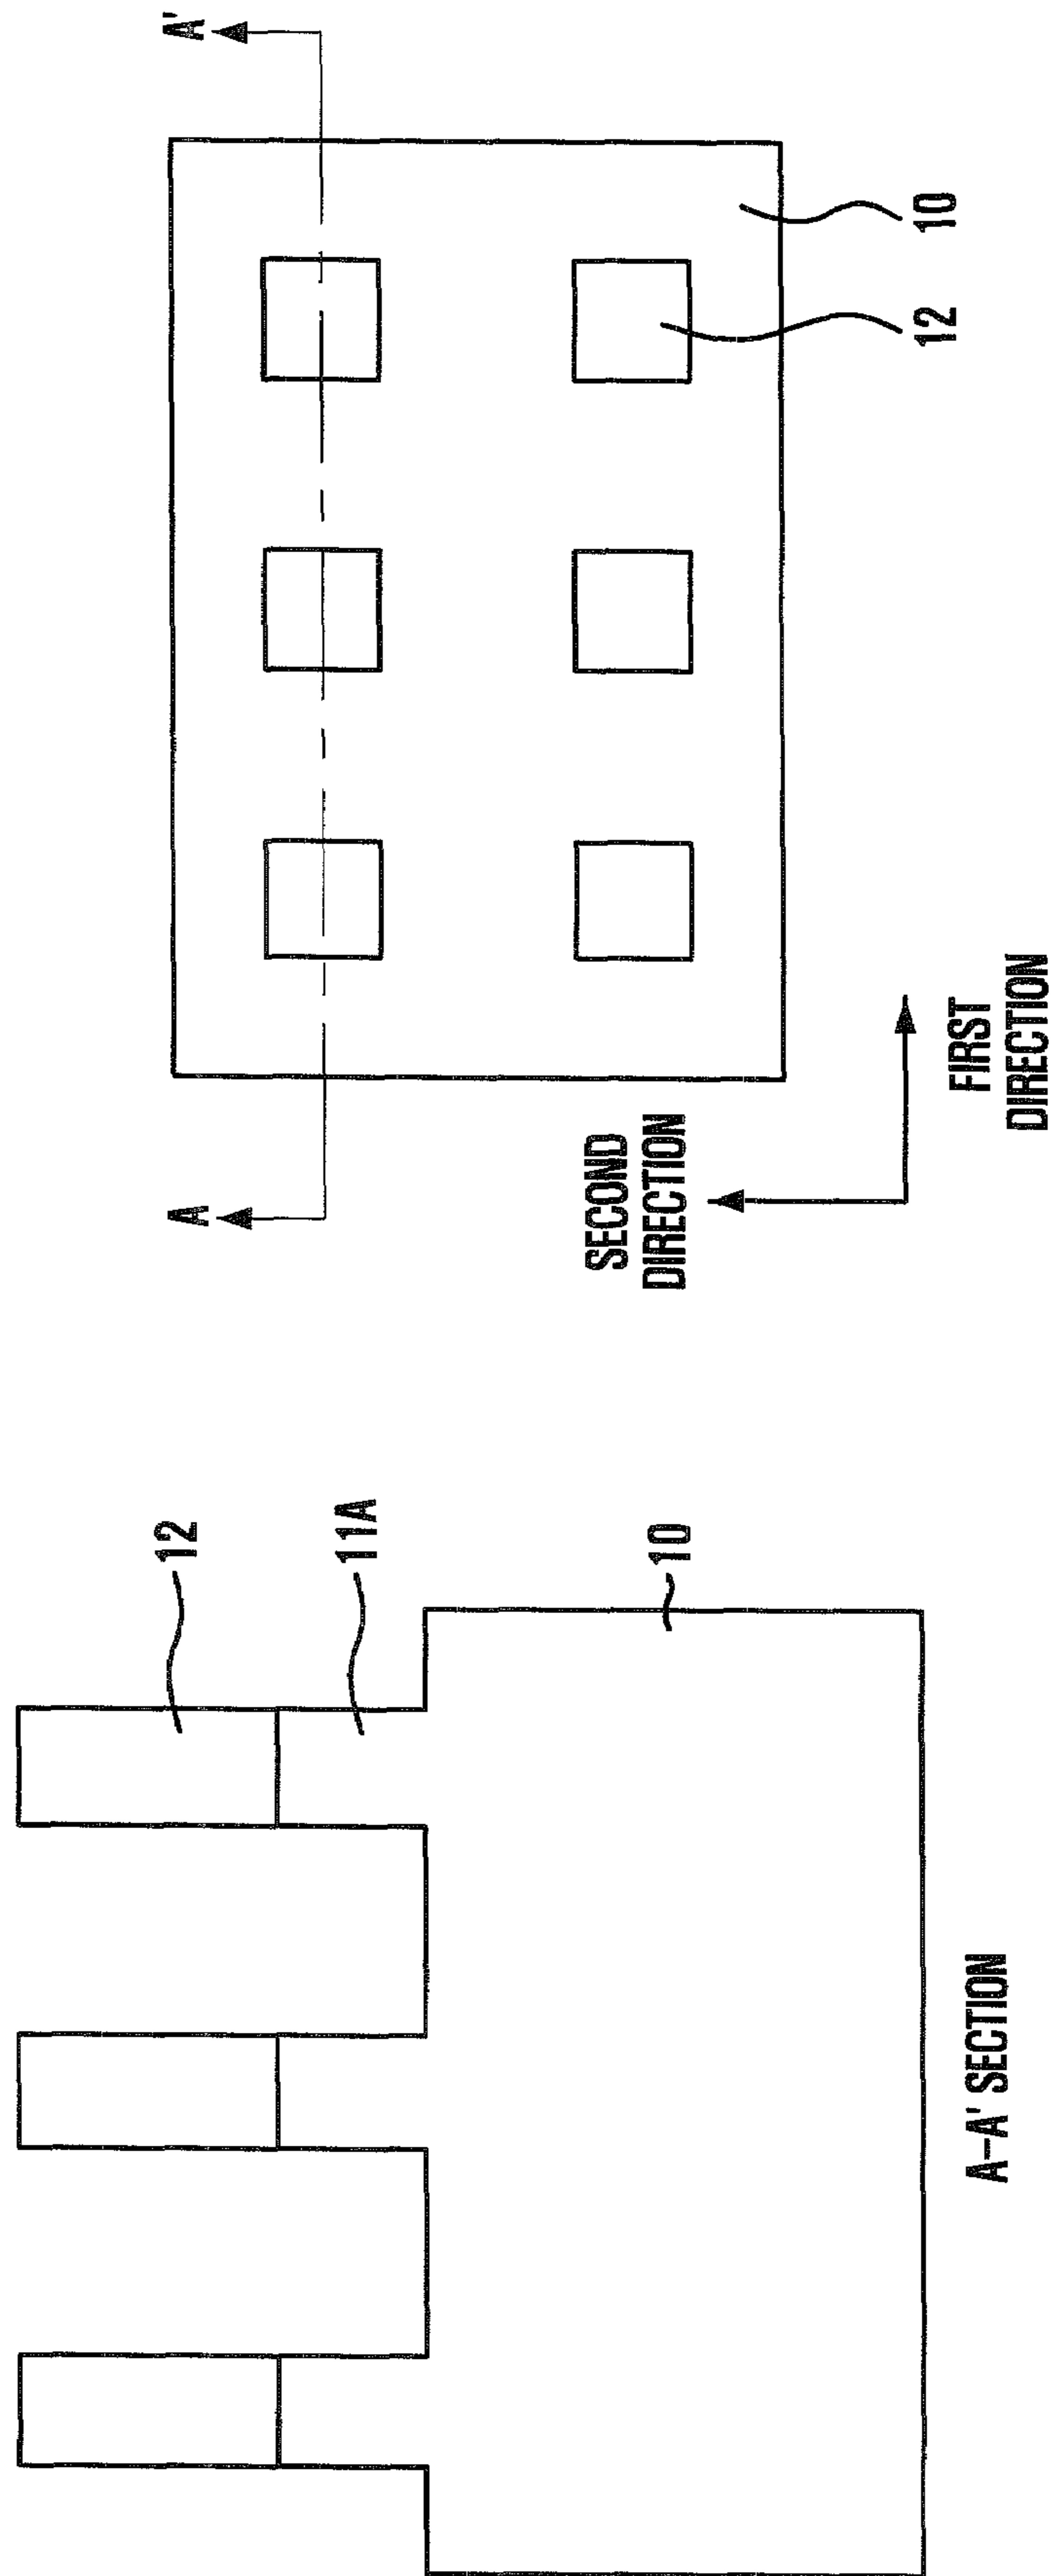 12
11A
10
A-A' SECTION
A
A'
SECOND
DIRECTION
12
10
FIRST
DIRECTION